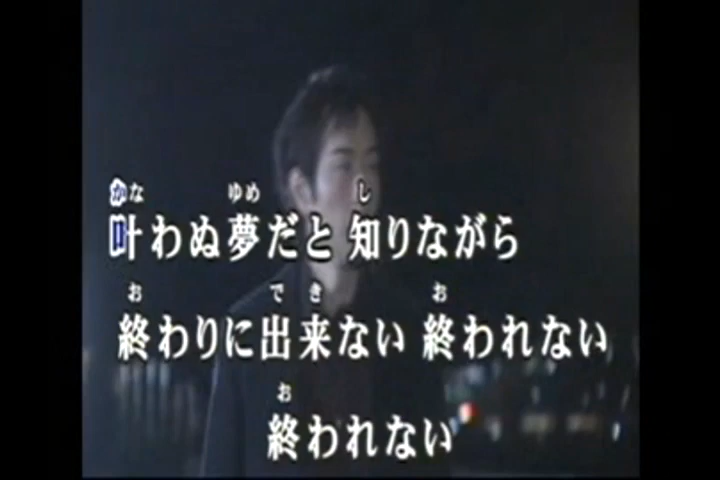 かな ゆめ し
叶わぬ夢だと 知りながら
お でき お
終わりに出来ない 終われない
お
終われない